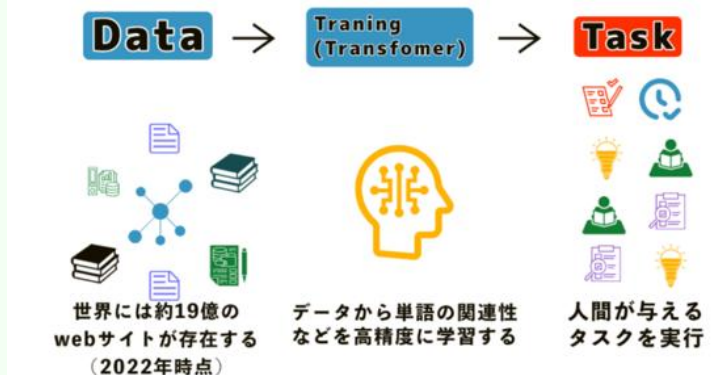 Data → Traning → Task
(Transfomer)
世界には約19億の
webサイトが存在する
（2022年時点）
データから単語の関連性
などを高精度に学習する
人間が与える
タスクを実行